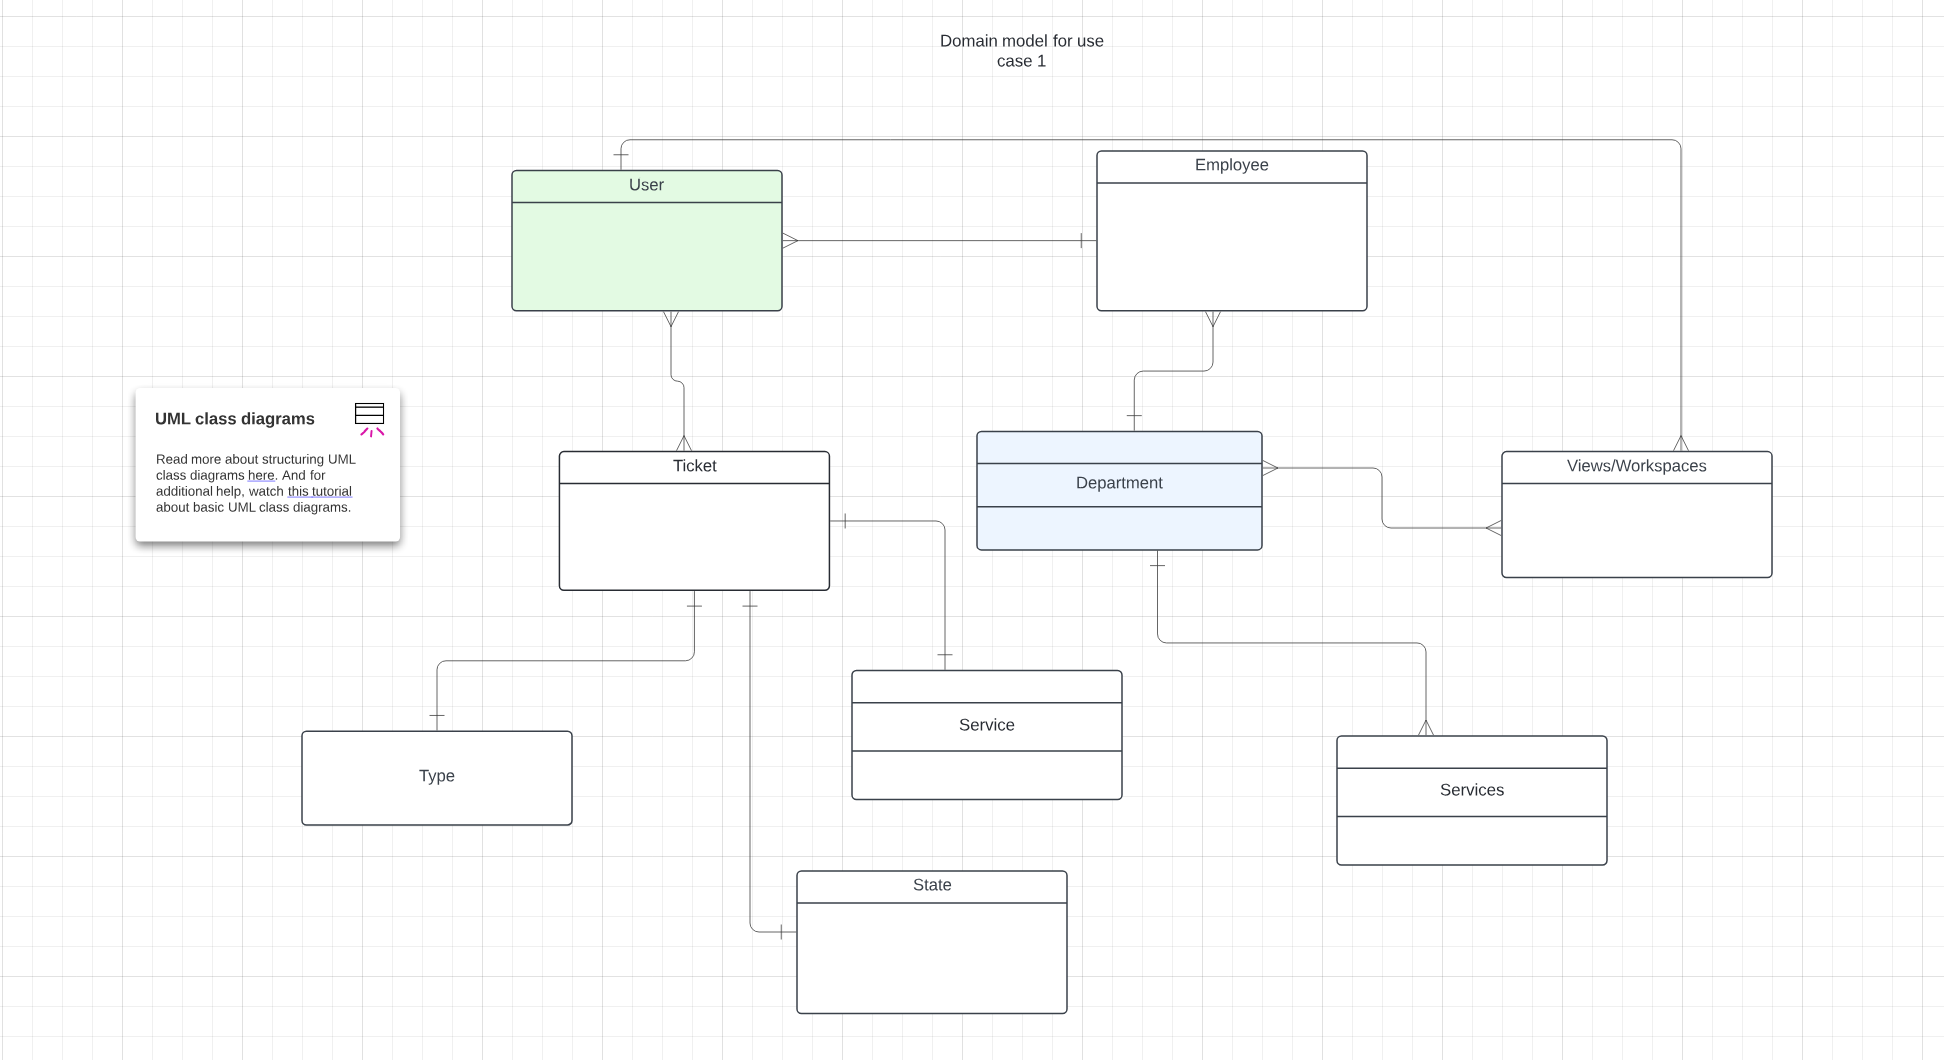 Domain model for use
case 1
Employee
User
UML class diagrams
Read more about structuring UML
class diagrams here. And for
additional help, watch this tutorial
about basic UML class diagrams.
Ticket
Department
Views/Workspaces
Service
Type
Services
State